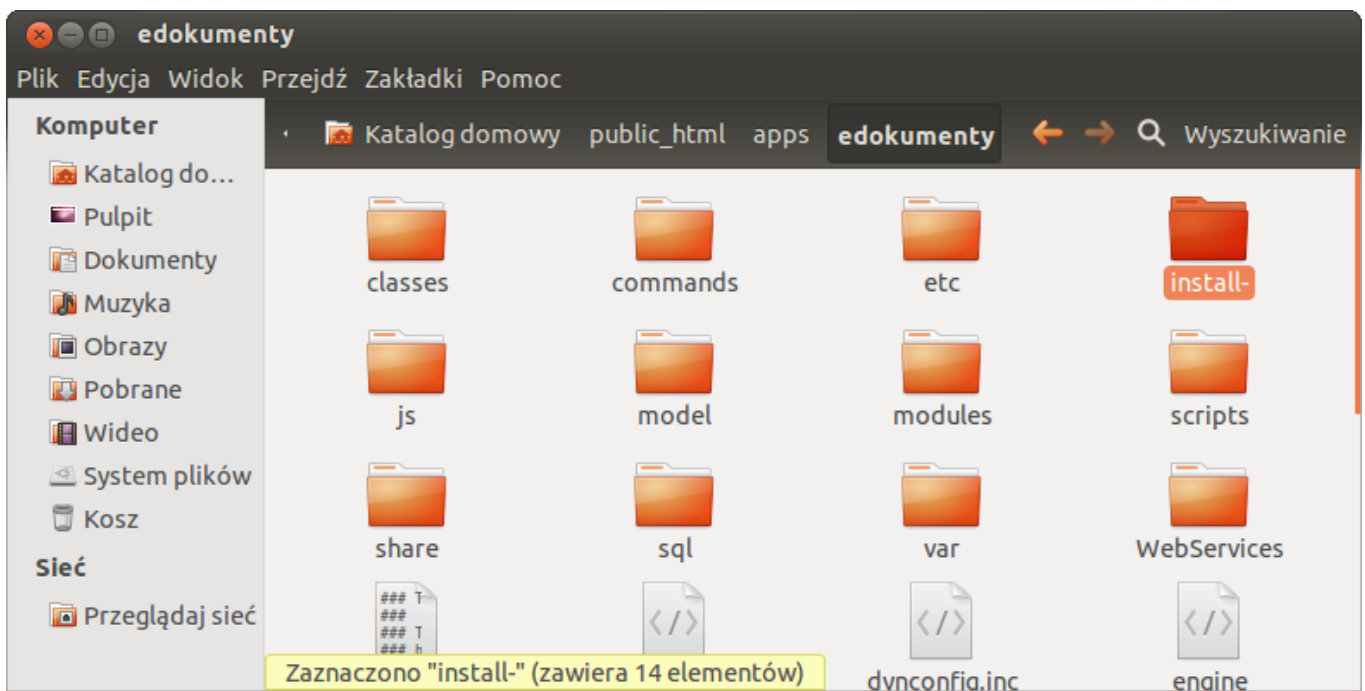 edokumenty
Plik Edycja Widok Przejdź Zakładki Pomoc
Komputer
Katalog do...
Pulpit
Dokumenty
Muzyka
Obrazy
Pobrane
Wideo
System plików
Kosz
Sieć
Przeglądaj sieć
Katalog domowy public_html apps edokumenty Wyszukiwanie
classes commands etc install-
js model modules scripts
share sql var WebServices
### T
###
### T
### h
</> </> </>
dynconfig.inc engine
Zaznaczono "install-" (zawiera 14 elementów)